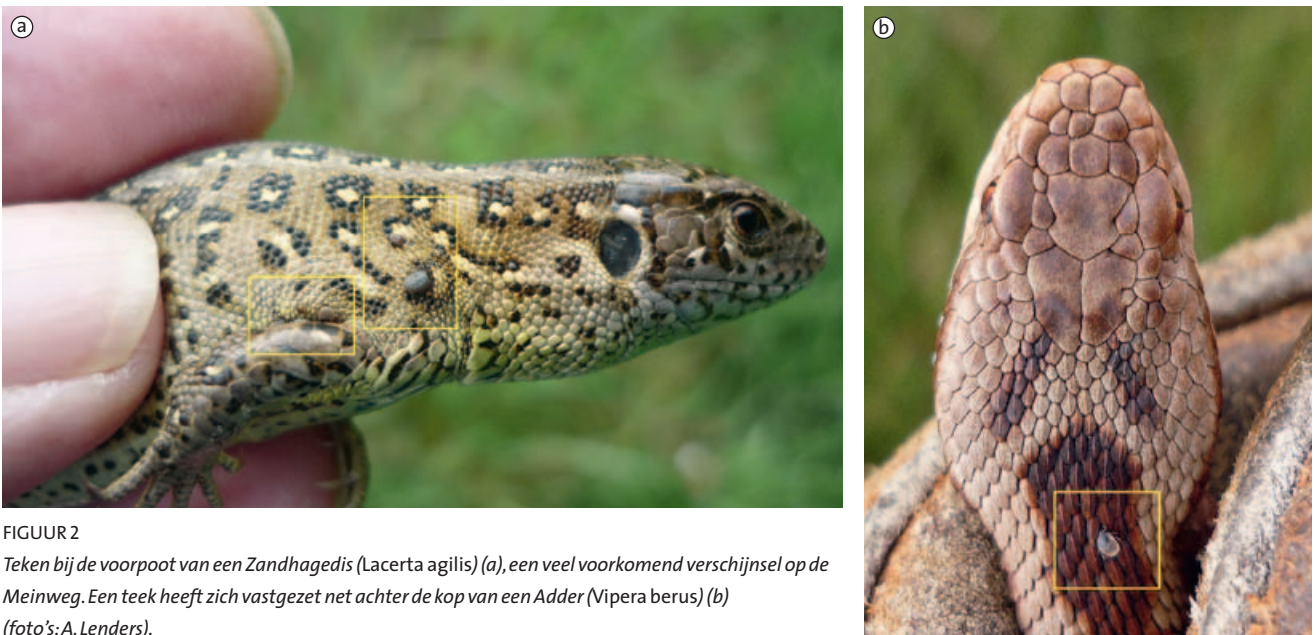 a
b
FIGUUR 2
Teken bij de voorpoot van een Zandhagedis (Lacerta agilis) (a), een veel voorkomend verschijnsel op de
Meinweg. Een teek heeft zich vastgezet net achter de kop van een Adder (Vipera berus) (b)
(foto's: A. Lenders).